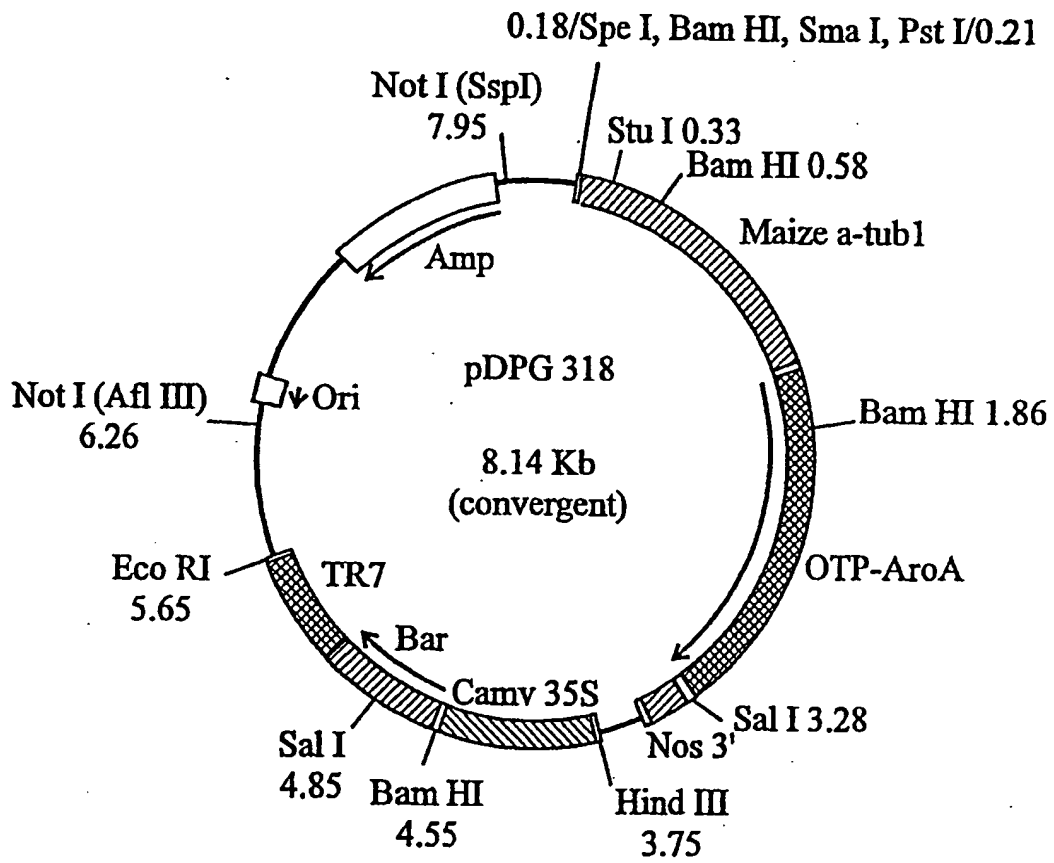 0.18/Spe I, Bam HI, Sma I, Pst I/0.21
Not I (SspI)
7.95
Stu I 0.33
Bam HI 0.58
Maize a-tub1
Amp
pDPG 318
Not I (Afl III)
6.26
Ori
Bam HI 1.86
8.14 Kb
(convergent)
Eco RI
5.65
TR7
OTP-AroA
Bar
Camv 35S
Sal I
4.85
Bam HI
4.55
Nos 3'
Sal I 3.28
Hind III
3.75